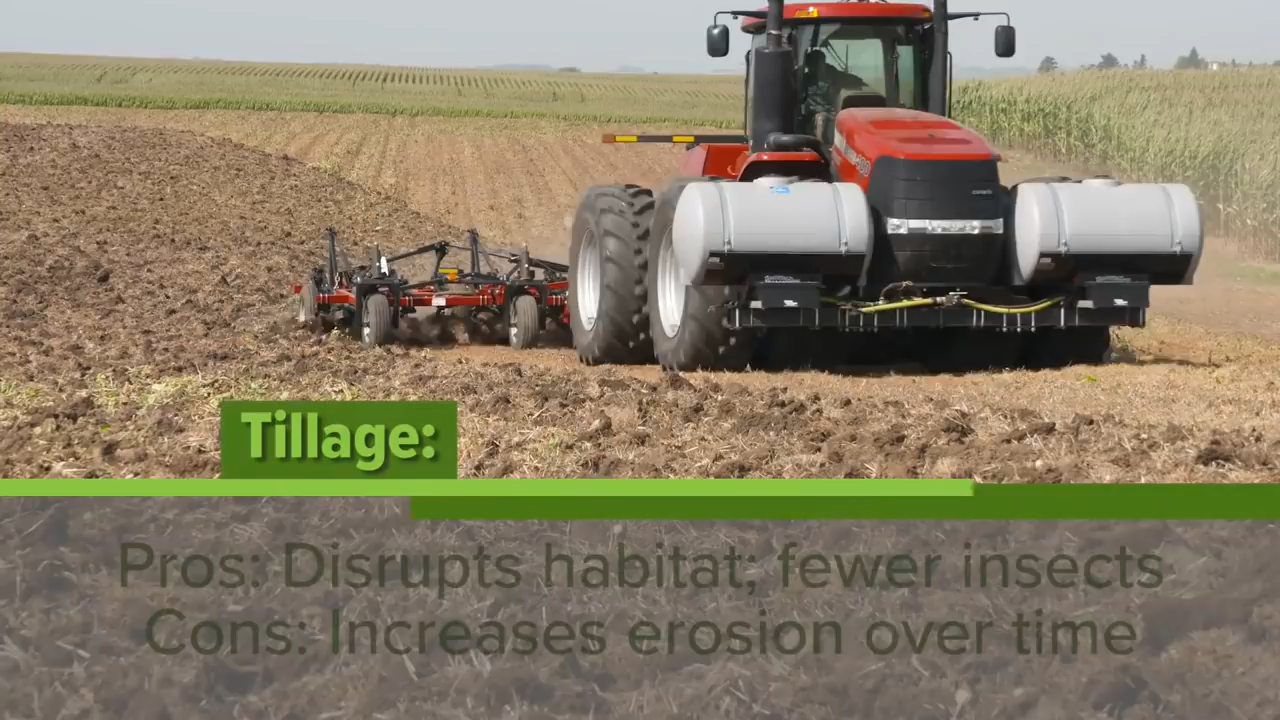 Tillage:
Pros: Disrupts habitat; fewer insects
Cons: Increases erosion over time